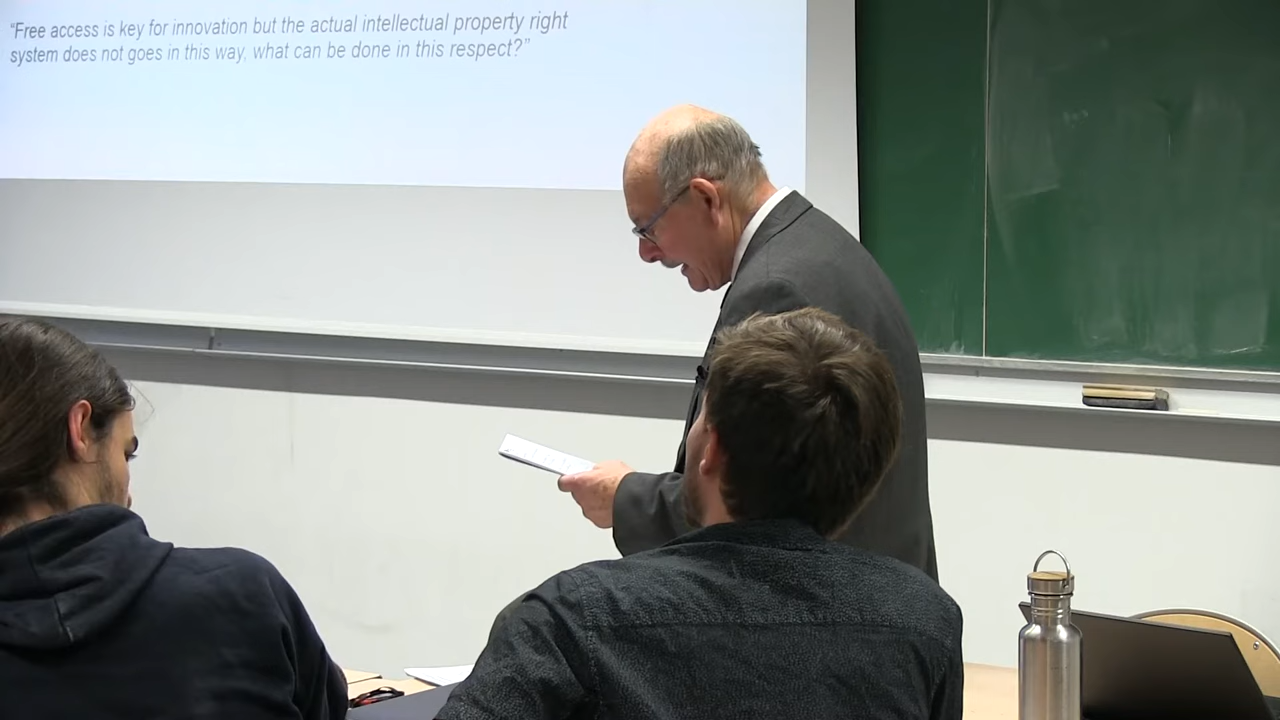 “Free access is key for innovation but the actual intellectual property right
system does not goes in this way, what can be done in this respect?”